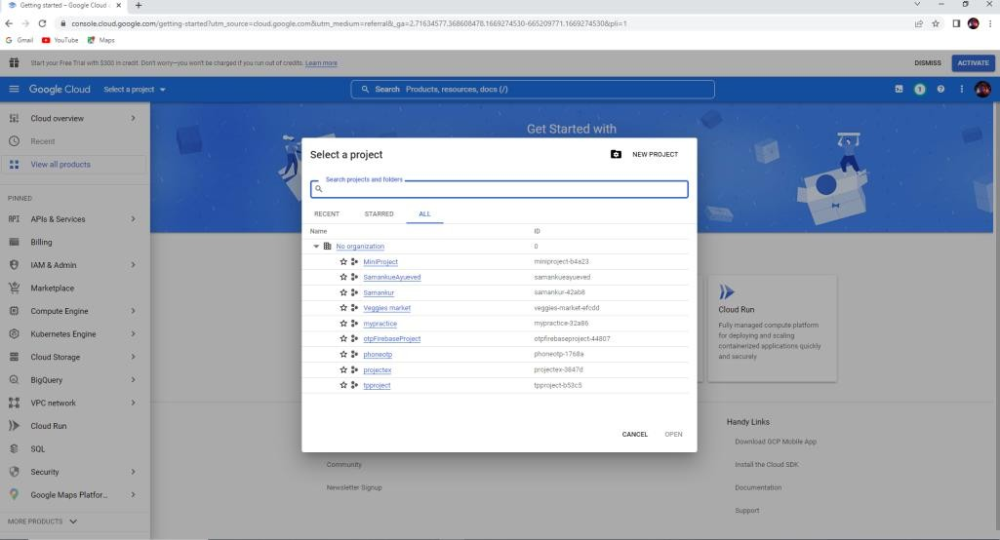 Getting started – Google Cloud
console.cloud.google.com/getting-started?utm_source=cloud.google.com&utm_medium=referral&_ga=2.71634577.368608478.1669274530-665209771.1669274530&pli=1
Gmail YouTube Maps
Start your Free Trial with $300 in credit. Don't worry—you won't be charged if you run out of credits. Learn more
DISMISS ACTIVATE
Google Cloud Select a project Search Products, resources, docs (/) 1
Cloud overview
Recent
View all products
PINNED
API APIs & Services
Billing
IAM & Admin
Marketplace
Compute Engine
Kubernetes Engine
Cloud Storage
BigQuery
VPC network
Cloud Run
SQL
Security
Google Maps Platfor...
MORE PRODUCTS
Get Started with
Select a project
NEW PROJECT
Search projects and folders
RECENT STARRED ALL
Name ID
No organization 0
MiniProject miniproject-b4a23
SamankueAyueved samankueayueved
Samankur samankur-42ab8
Veggies market veggies-market-efcdd
mypractice mypractice-32a86
otpFirebaseProject otpfirebaseproject-44807
phoneotp phoneotp-1768a
projectex projectex-3847d
tpproject tpproject-b53c5
CANCEL OPEN
Cloud Run
Fully managed compute platform
for deploying and scaling
containerized applications quickly
and securely
Community
Newsletter Signup
Handy Links
Download GCP Mobile App
Install the Cloud SDK
Documentation
Support